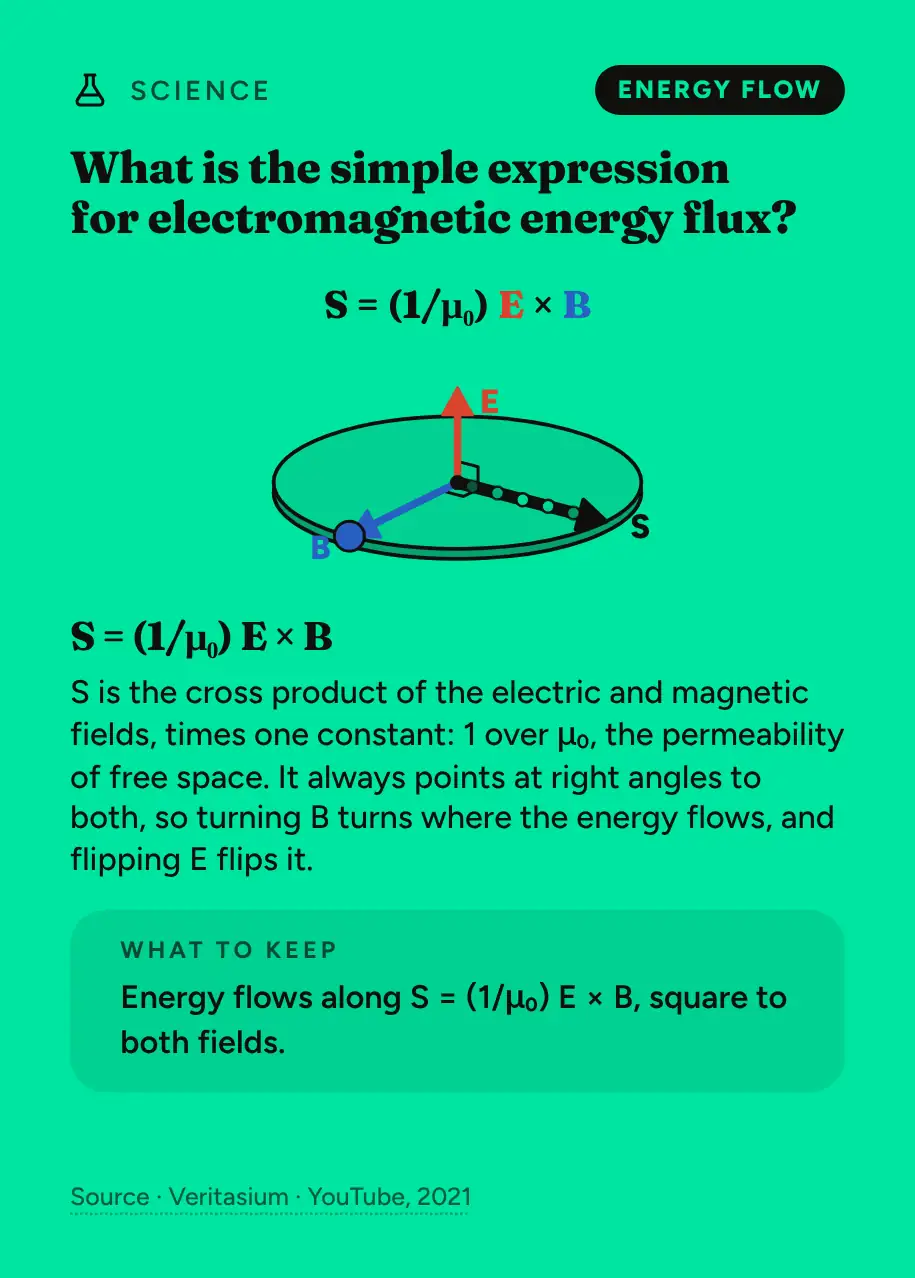 SCIENCE
ENERGY FLOW
What is the simple expression
for electromagnetic energy flux?
S = (1/μ₀) E × B
E
B
S
S = (1/μ₀) E × B
S is the cross product of the electric and magnetic
fields, times one constant: 1 over μ₀, the permeability
of free space. It always points at right angles to
both, so turning B turns where the energy flows, and
flipping E flips it.
WHAT TO KEEP
Energy flows along S = (1/μ₀) E × B, square to
both fields.
Source · Veritasium · YouTube, 2021